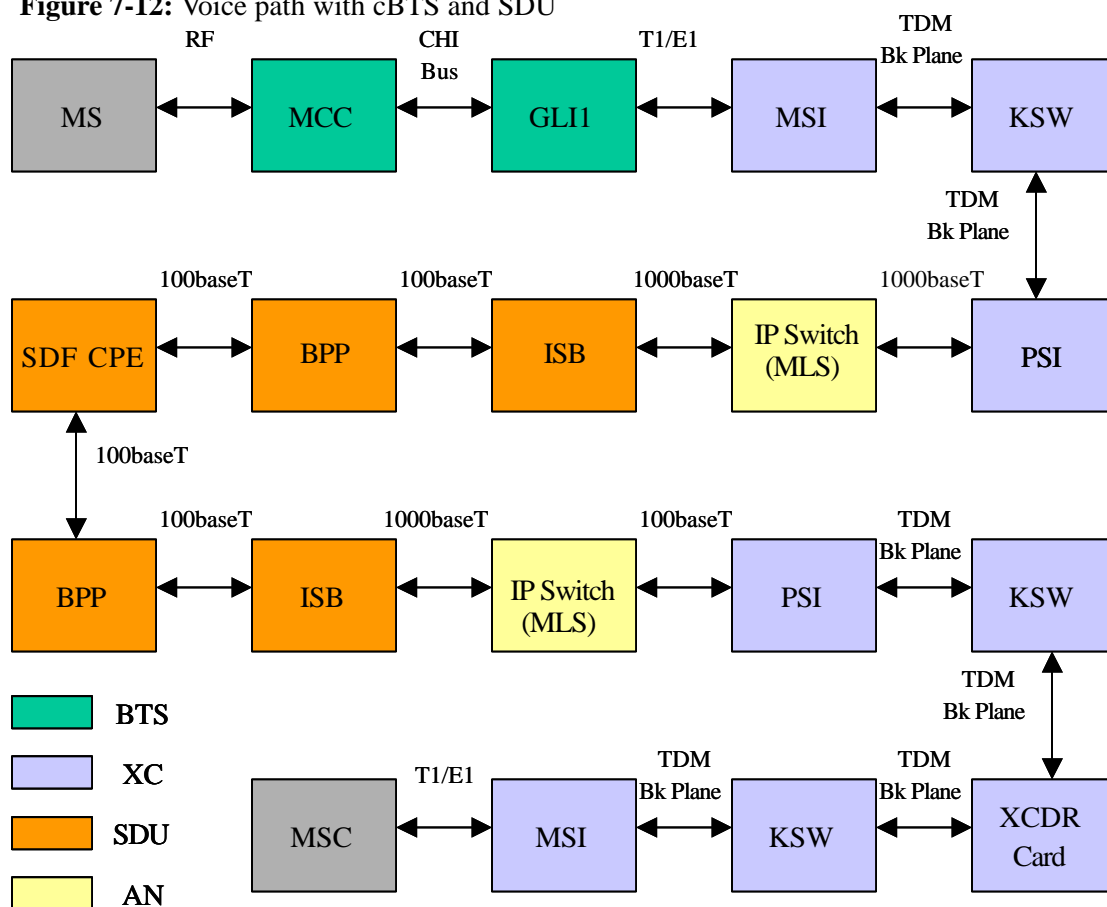 Figure 7-12: Voice path with cBTS and SDU
RF
CHI
Bus
T1/E1
TDM
Bk Plane
MS
MCC
GLI1
MSI
KSW
TDM
Bk Plane
100baseT
100baseT
1000baseT
1000baseT
SDF CPE
BPP
ISB
IP Switch
(MLS)
PSI
100baseT
100baseT
1000baseT
100baseT
TDM
Bk Plane
BPP
ISB
IP Switch
(MLS)
PSI
KSW
TDM
Bk Plane
BTS
XC
SDU
AN
T1/E1
TDM
Bk Plane
TDM
Bk Plane
MSC
MSI
KSW
XCDR
Card